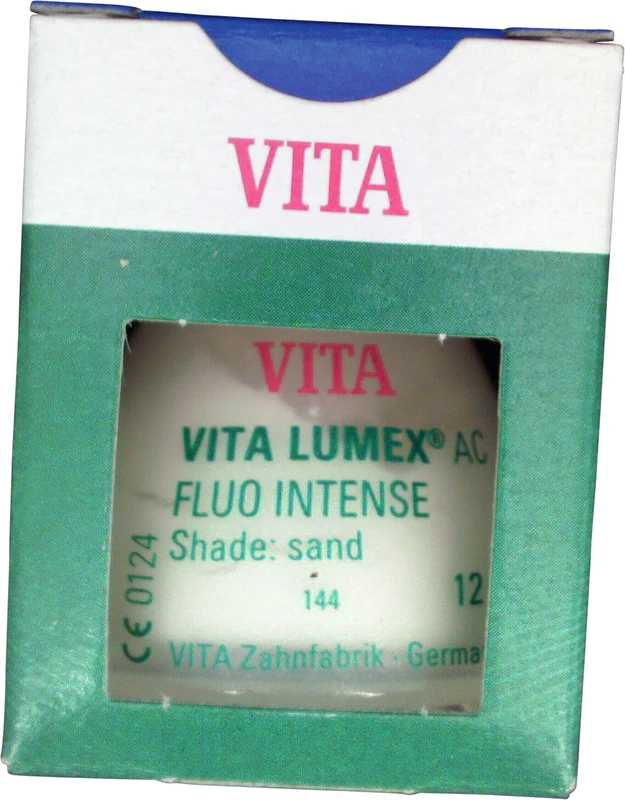 VITA
VITA
VITA LUMEX® AC
FLUO INTENSE
Shade: sand
144
12
CE 0124
VITA Zahnfabrik · Germa